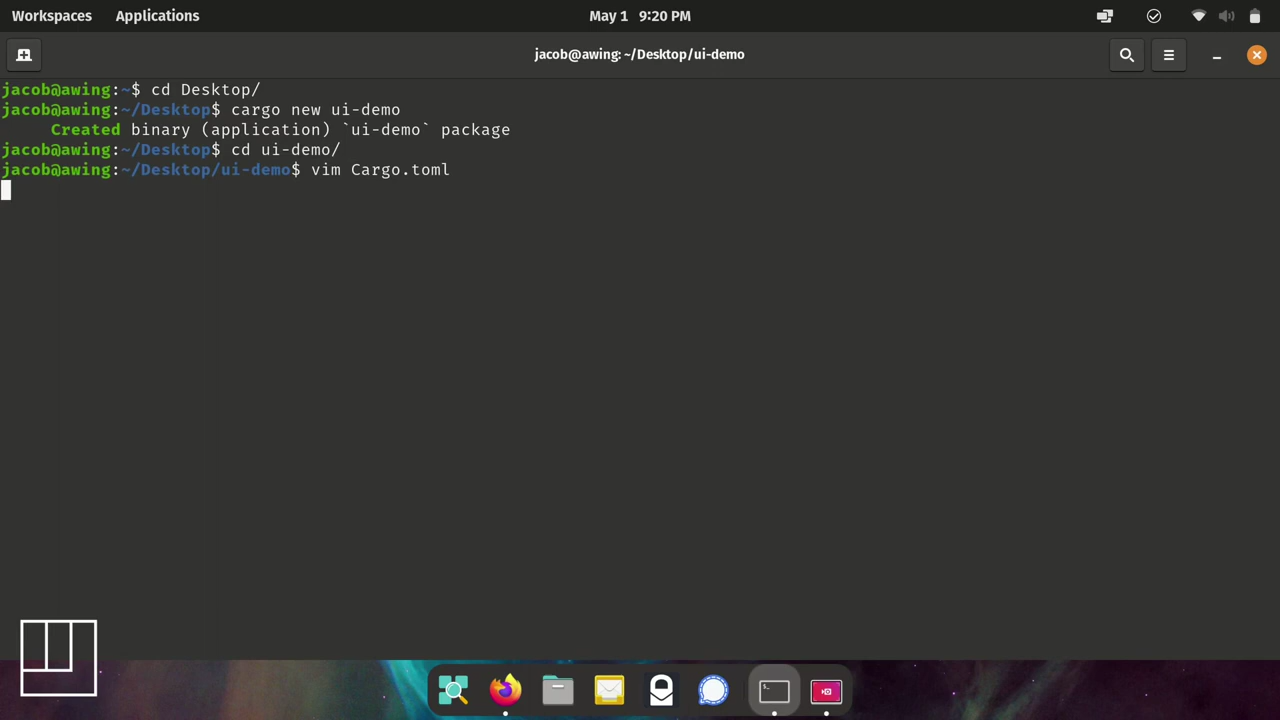 Workspaces Applications May 1 9:20 PM
jacob@awing: ~/Desktop/ui-demo
jacob@awing:~$ cd Desktop/
jacob@awing:~/Desktop$ cargo new ui-demo
     Created binary (application) `ui-demo` package
jacob@awing:~/Desktop$ cd ui-demo/
jacob@awing:~/Desktop/ui-demo$ vim Cargo.toml